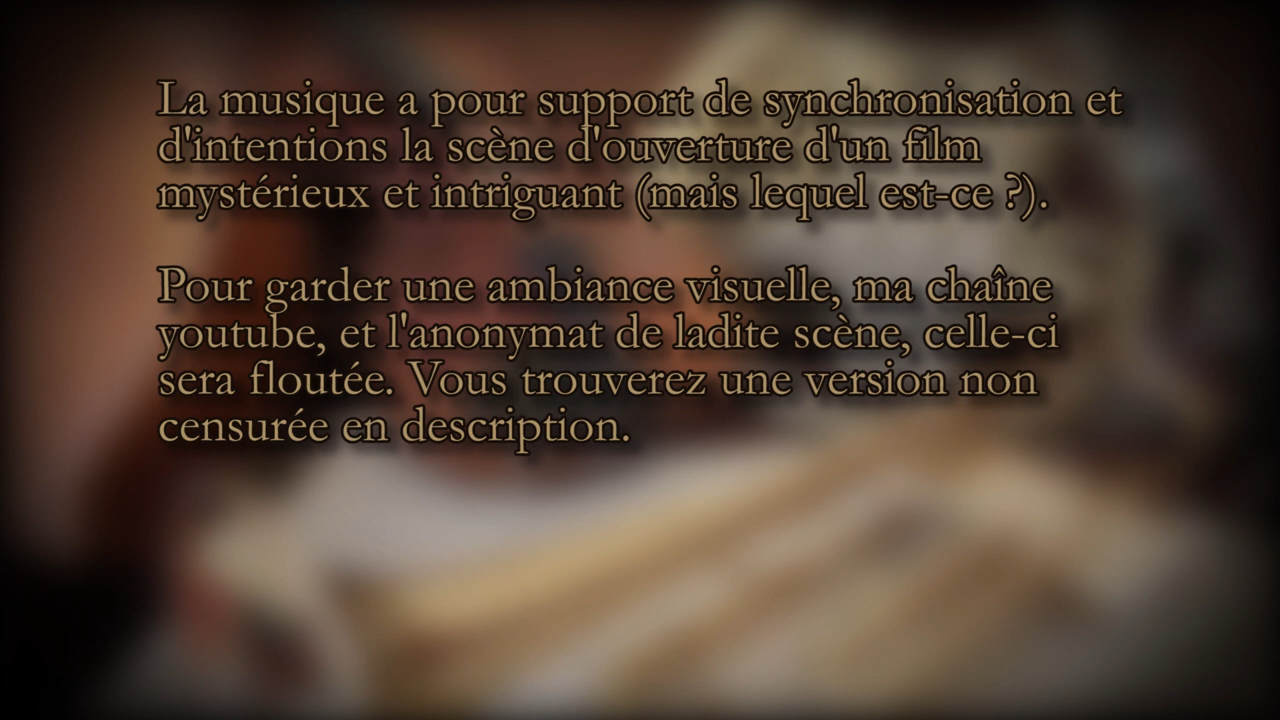 La musique a pour support de synchronisation et
d'intentions la scène d'ouverture d'un film
mystérieux et intriguant (mais lequel est-ce ?).
Pour garder une ambiance visuelle, ma chaîne
youtube, et l'anonymat de ladite scène, celle-ci
sera floutée. Vous trouverez une version non
censurée en description.